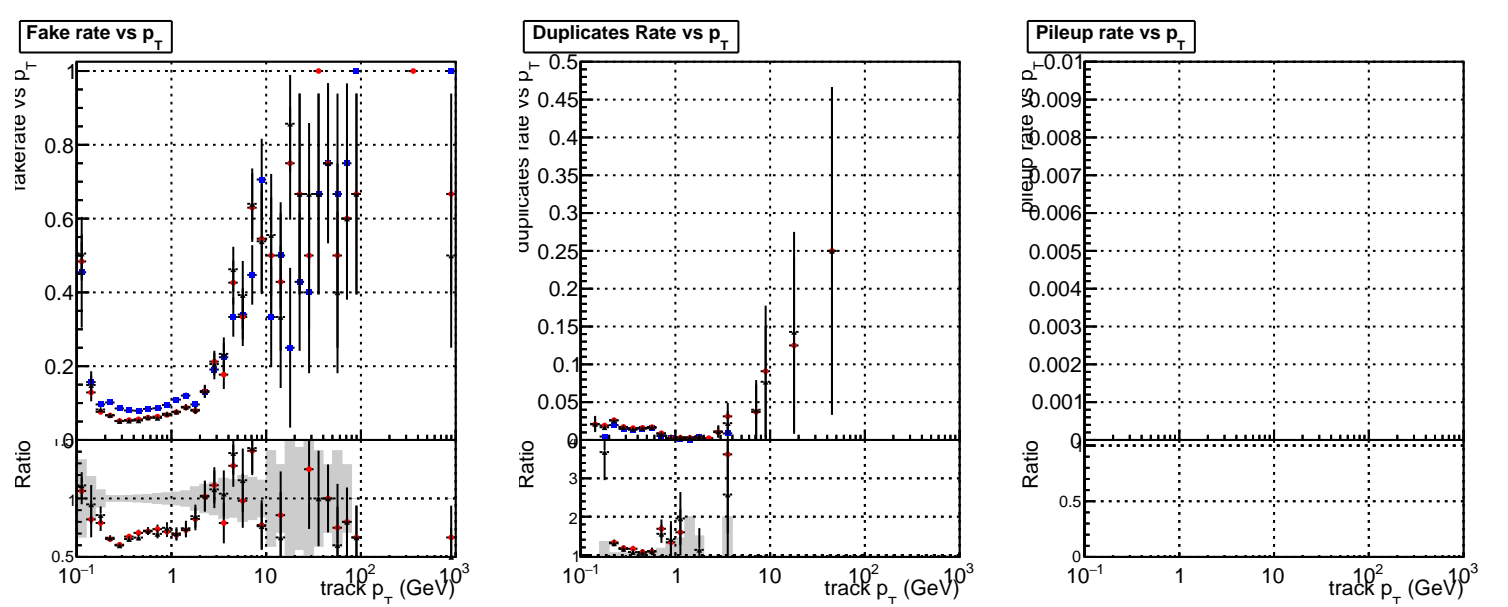 Fake rate vs p_T
fakerate vs p_T
1
0.8
0.6
0.4
0.2
0
Ratio
1.5
1
0.5
10^−1 1 10 10^2 10^3
track p_T (GeV)
Duplicates Rate vs p_T
duplicates rate vs p_T
0.5
0.45
0.4
0.35
0.3
0.25
0.2
0.15
0.1
0.05
0
Ratio
3
2
1
10^−1 1 10 10^2 10^3
track p_T (GeV)
Pileup rate vs p_T
pileup rate vs p_T
0.01
0.009
0.008
0.007
0.006
0.005
0.004
0.003
0.002
0.001
0
Ratio
1
0.5
0
10^−1 1 10 10^2 10^3
track p_T (GeV)